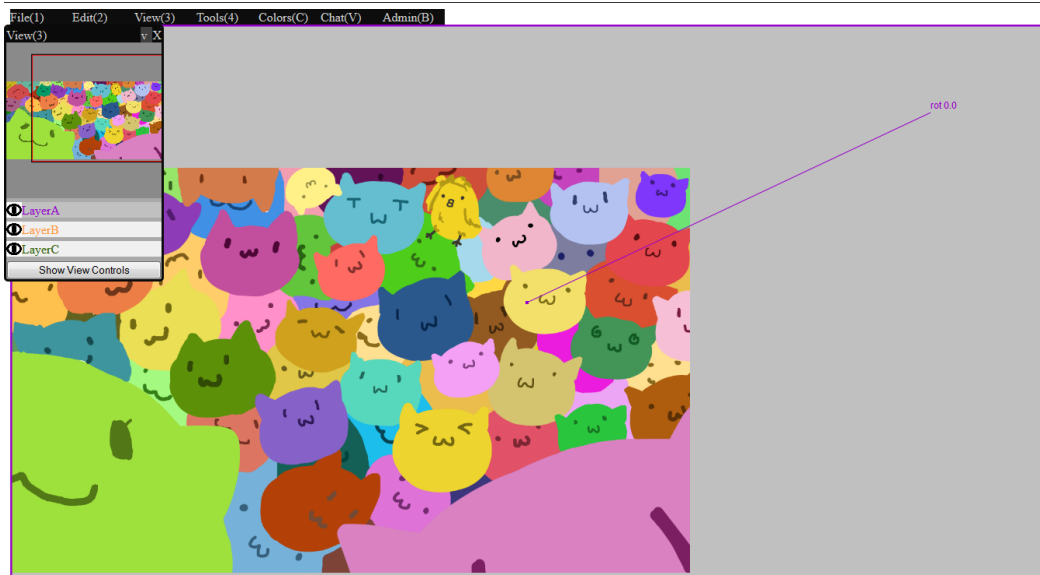 File(1) Edit(2) View(3) Tools(4) Colors(C) Chat(V) Admin(B)
View(3) v X
rot 0.0
LayerA
LayerB
LayerC
Show View Controls